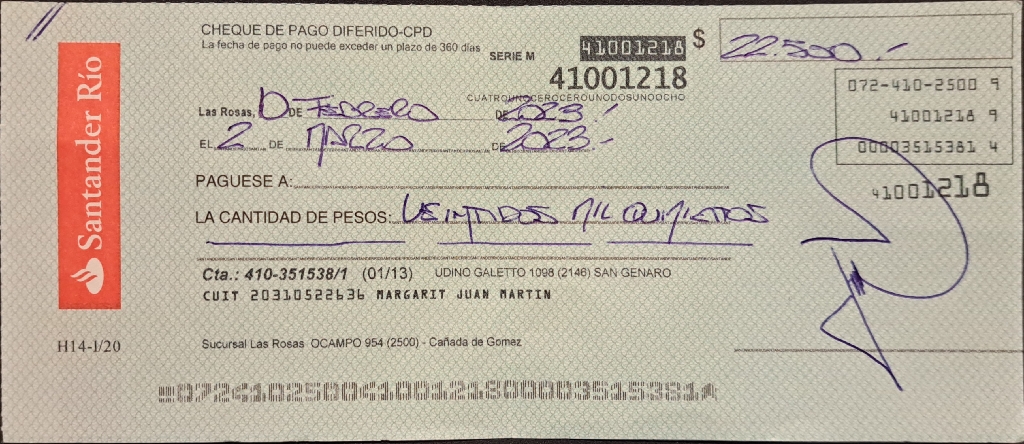 CHEQUE DE PAGO DIFERIDO-CPD
La fecha de pago no puede exceder un plazo de 360 días
SERIE M 41001218 $ 22.500.-
41001218
CUATROUNOCEROCEROUNODOSUNOOCHO
072-410-2500 9
41001218 9
00003515381 4
41001218
Las Rosas, DE FEBRERO DE 2023.-
EL 2 DE MARZO DE 2023.-
PAGUESE A:
LA CANTIDAD DE PESOS: VEINTIDOS MIL QUINIENTOS
Cta.: 410-351538/1 (01/13) UDINO GALETTO 1098 (2146) SAN GENARO
CUIT 20310522636 MARGARIT JUAN MARTIN
Sucursal Las Rosas OCAMPO 954 (2500) - Cañada de Gomez
Santander Río
H14-I/20